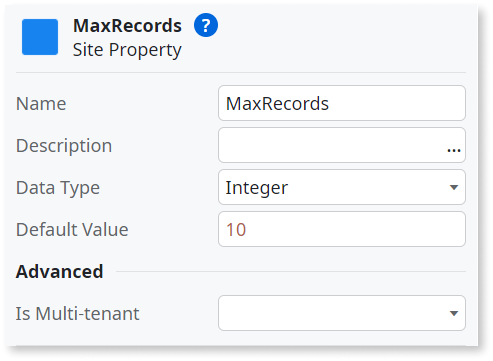 MaxRecords ?
Site Property
Name MaxRecords
Description ...
Data Type Integer
Default Value 10
Advanced
Is Multi-tenant